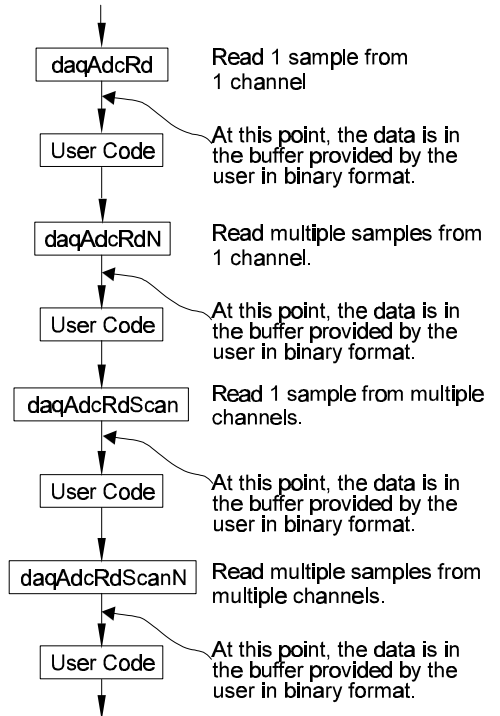 daqAdcRd
Read 1 sample from
1 channel
At this point, the data is in
the buffer provided by the
user in binary format.
User Code
daqAdcRdN
Read multiple samples from
1 channel.
At this point, the data is in
the buffer provided by the
user in binary format.
User Code
daqAdcRdScan
Read 1 sample from multiple
channels.
At this point, the data is in
the buffer provided by the
user in binary format.
User Code
daqAdcRdScanN
Read multiple samples from
multiple channels.
At this point, the data is in
the buffer provided by the
user in binary format.
User Code